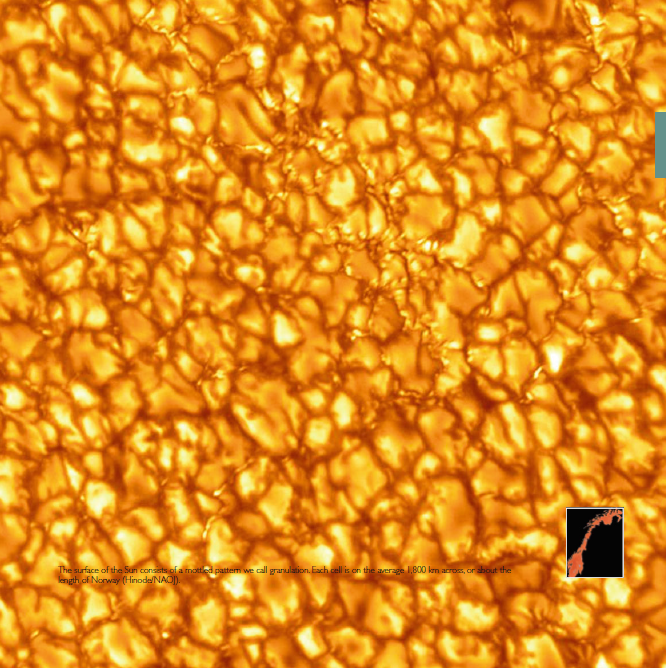 The surface of the Sun consists of a mottled pattern we call granulation. Each cell is on the average 1,800 km across, or about the
length of Norway (Hinode/NAOJ).